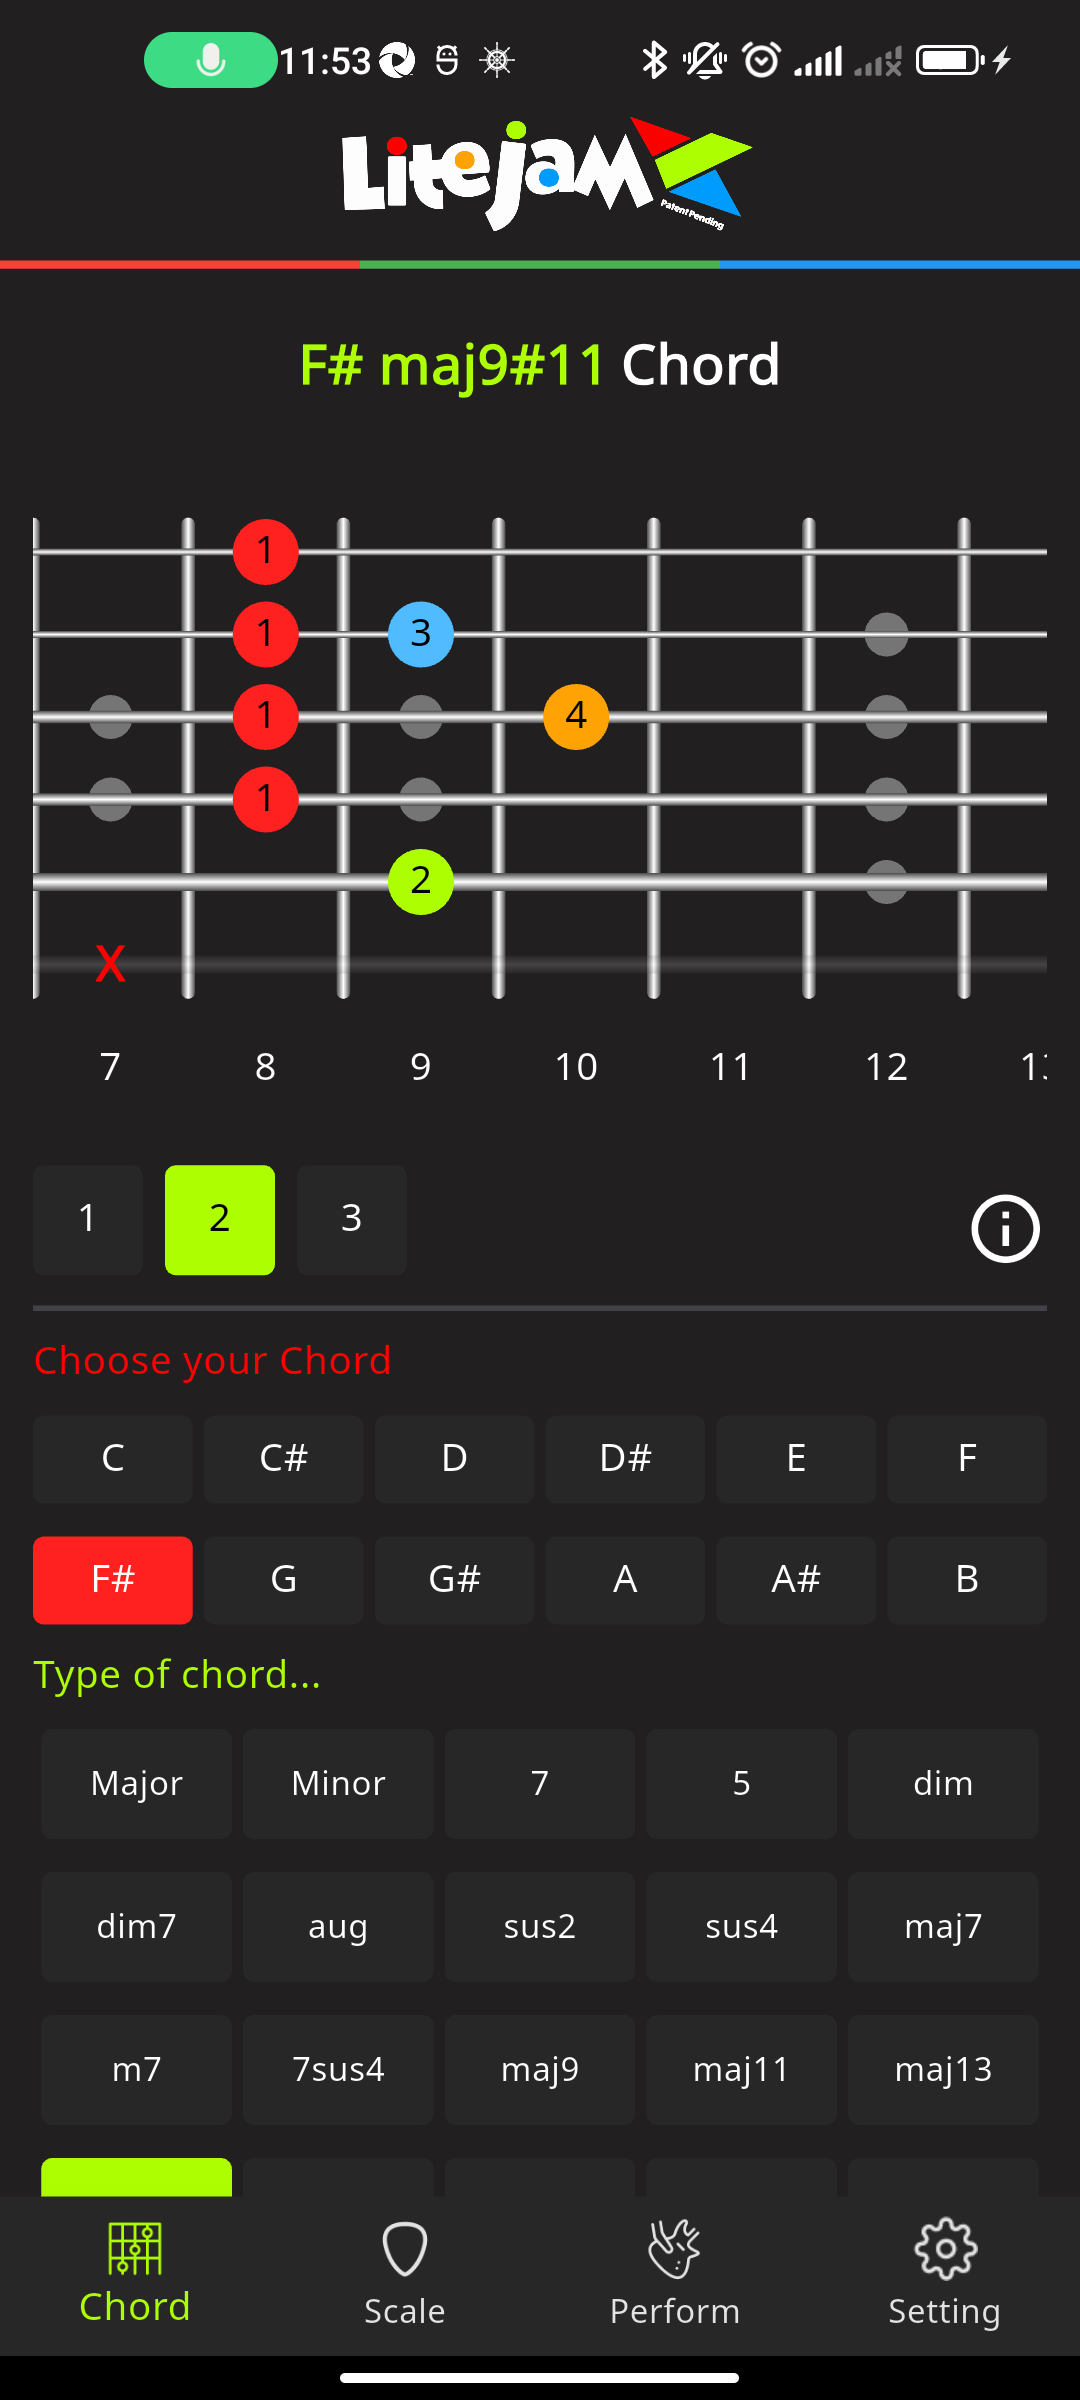 11:53
Litejam
Patent Pending
F# maj9#11 Chord
1
1 3
1 4
1
2
X
7 8 9 10 11 12
1 2 3
Choose your Chord
C C# D D# E F
F# G G# A A# B
Type of chord...
Major Minor 7 5 dim
dim7 aug sus2 sus4 maj7
m7 7sus4 maj9 maj11 maj13
Chord Scale Perform Setting